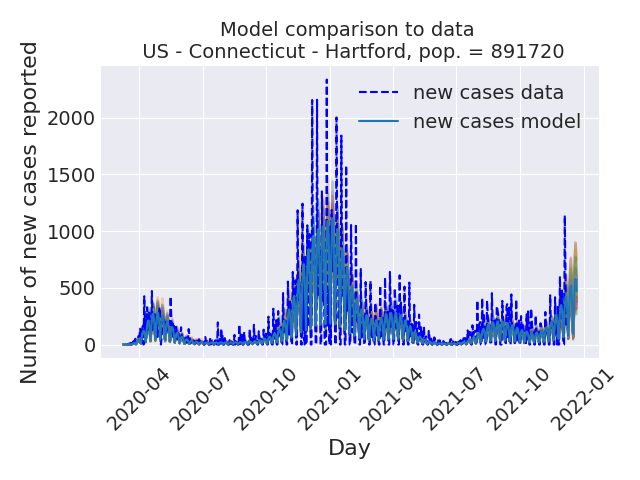 Model comparison to data
US - Connecticut - Hartford, pop. = 891720
Number of new cases reported
new cases data
new cases model
2000
1500
1000
500
0
2020-04
2020-07
2020-10
2021-01
2021-04
2021-07
2021-10
2022-01
Day